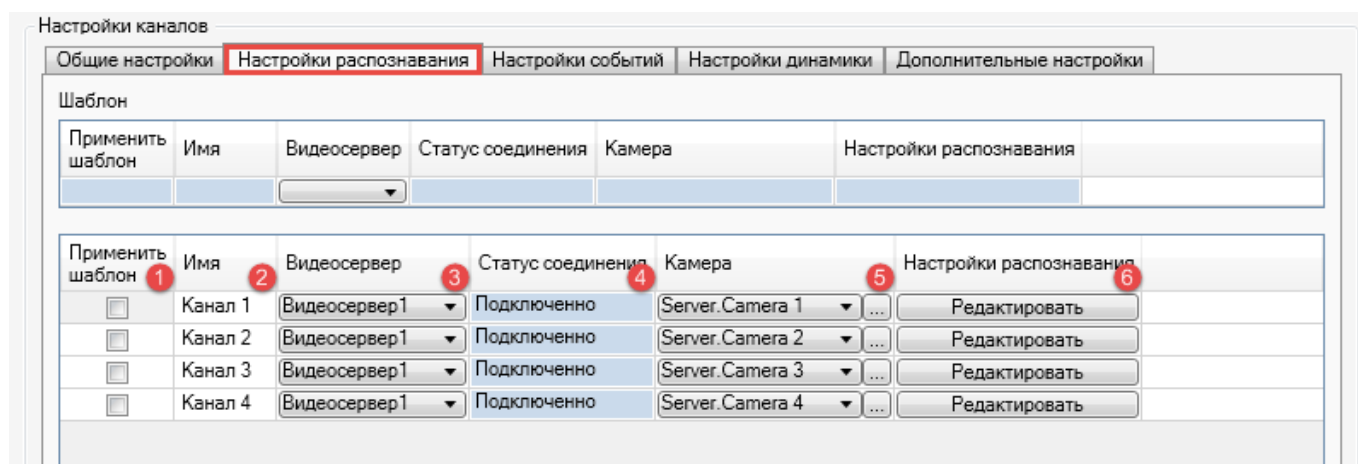 Настройки каналов
Общие настройки Настройки распознавания Настройки событий Настройки динамики Дополнительные настройки
Шаблон
Применить шаблон Имя Видеосервер Статус соединения Камера Настройки распознавания
Применить шаблон 1 Имя 2 Видеосервер 3 Статус соединения 4 Камера 5 Настройки распознавания 6
Канал 1 Видеосервер1 Подключенно Server.Camera 1 ... Редактировать
Канал 2 Видеосервер1 Подключенно Server.Camera 2 ... Редактировать
Канал 3 Видеосервер1 Подключенно Server.Camera 3 ... Редактировать
Канал 4 Видеосервер1 Подключенно Server.Camera 4 ... Редактировать